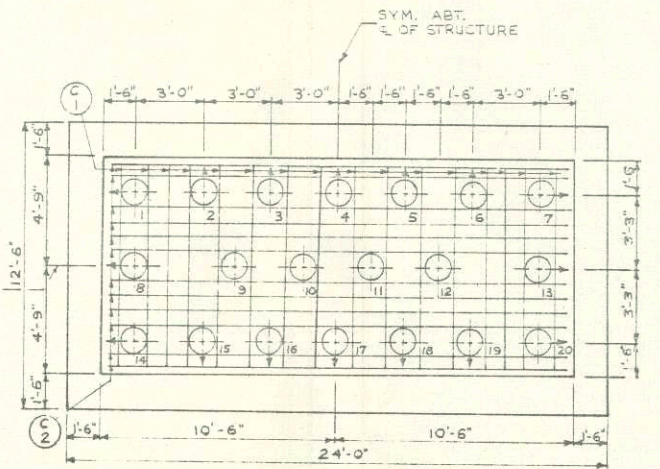 SYM. ABT.
℄ OF STRUCTURE
C
1
1'-6" 3'-0" 3'-0" 3'-0" 1'-6" 1'-6" 1'-6" 1'-6" 3'-0" 1'-6"
1'-6"
1'-6"
1 2 3 4 5 6 7
4'-9"
3'-3"
12'-6"
8 9 10 11 12 13
4'-9"
3'-3"
14 15 16 17 18 19 20
1'-6"
1'-6"
C
2
1'-6" 10'-6" 10'-6" 1'-6"
24'-0"